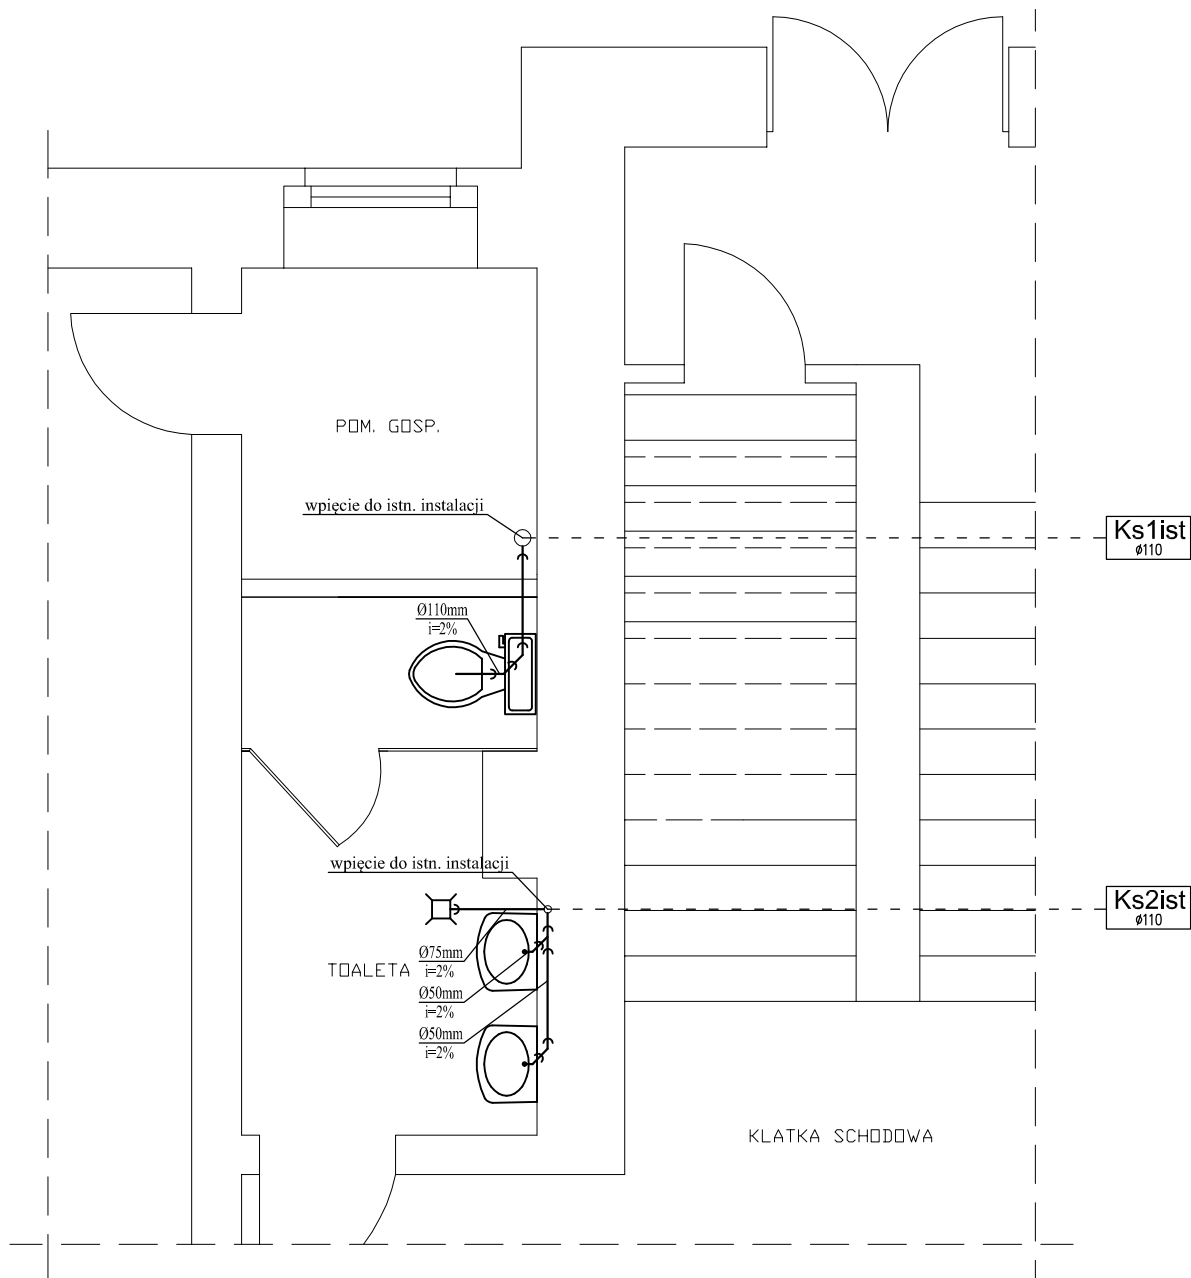 POM. GOSP.
wpięcie do istn. instalacji
Ks1ist
ø110
Ø110mm
i=2%
wpięcie do istn. instalacji
Ks2ist
ø110
Ø75mm
i=2%
TOALETA
Ø50mm
i=2%
Ø50mm
i=2%
KLATKA SCHODOWA